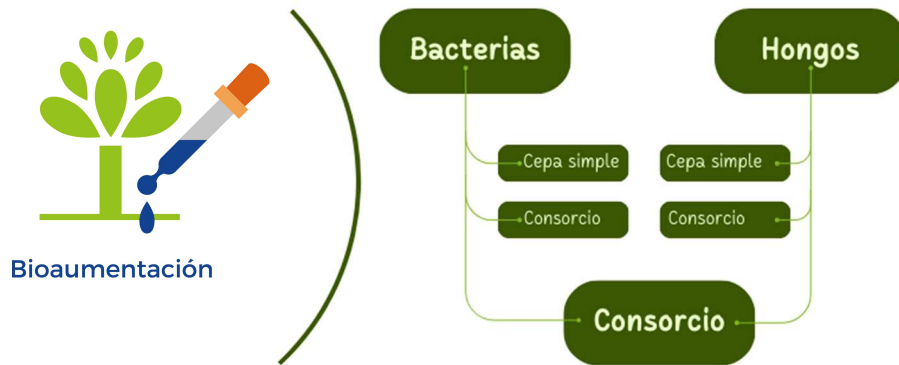 Bioaumentación
Bacterias
Hongos
Cepa simple
Cepa simple
Consorcio
Consorcio
Consorcio